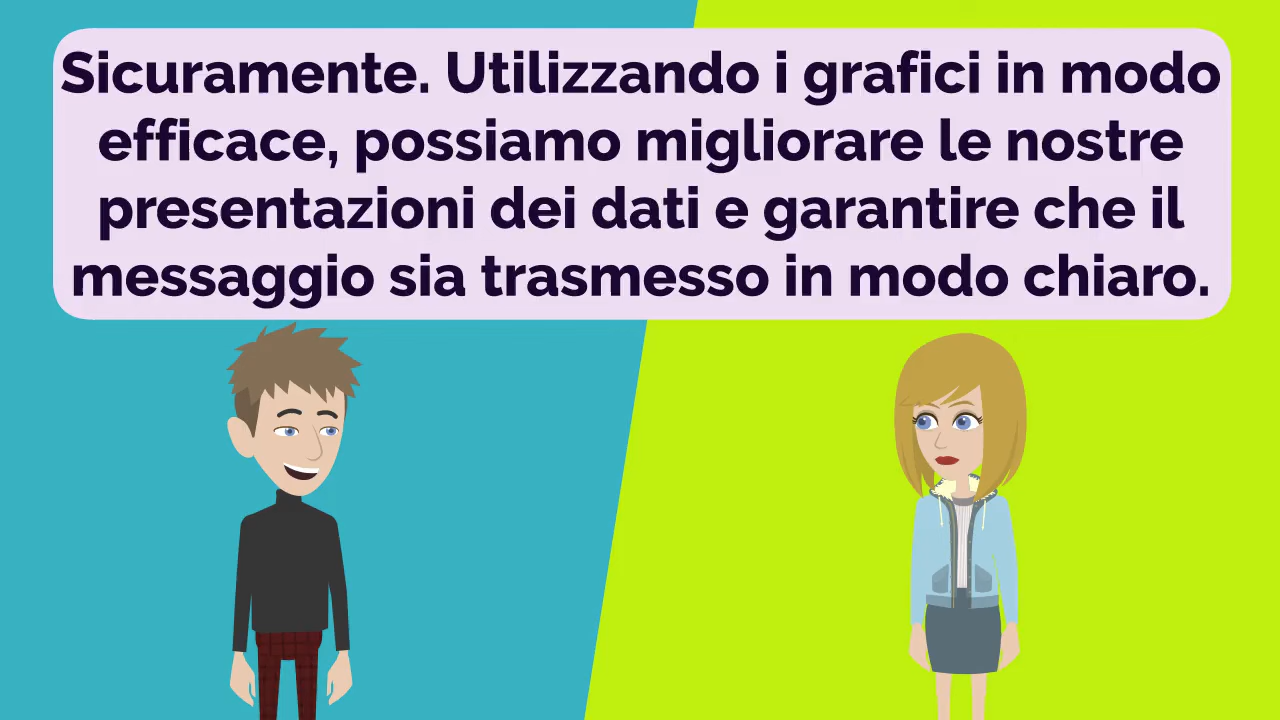 Sicuramente. Utilizzando i grafici in modo
efficace, possiamo migliorare le nostre
presentazioni dei dati e garantire che il
messaggio sia trasmesso in modo chiaro.